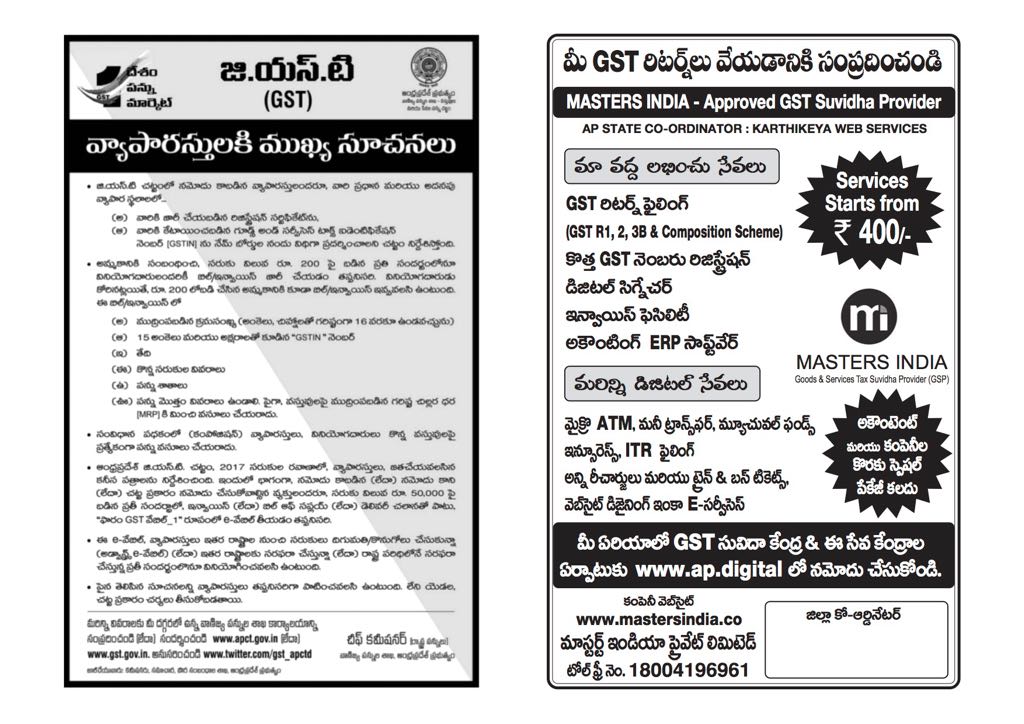 దేశం
పన్ను
మార్కెట్
GST
జి.యస్.టి
(GST)
ఆంధ్రప్రదేశ్ ప్రభుత్వం
వ్యాపారస్తులకి ముఖ్య సూచనలు
• జి.యస్.టి చట్టంలో నమోదు కాబడిన వ్యాపారస్తులందరూ, వారి ప్రధాన మరియు అదనపు
వ్యాపార స్థలాలలో...
(అ) వారికి జారీ చేయబడిన రిజిస్ట్రేషన్ సర్టిఫికేట్‌ను,
(ఆ) వారికి కేటాయించబడిన గూడ్స్ అండ్ సర్వీసెస్ టాక్స్ ఐడెంటిఫికేషన్
నెంబర్ [GSTIN] ను నేమ్ బోర్డుల నందు విధిగా ప్రదర్శించాలని చట్టం నిర్దేశిస్తోంది.
• అమ్మకానికి సంబంధించి, సరుకు విలువ రూ. 200 పై బడిన ప్రతి సందర్భంలోనూ
వినియోగదారులందరికీ బిల్/ఇన్వాయిస్ జారీ చేయడం తప్పనిసరి. వినియోగదారుడు
కోరినట్లయితే, రూ. 200 లోబడి చేసిన అమ్మకానికి కూడా బిల్/ఇన్వాయిస్ ఇవ్వవలసి ఉంటుంది.
ఈ బిల్/ఇన్వాయిస్ లో
(అ) ముద్రింపబడిన క్రమసంఖ్య (అంకెలు, చిహ్నాలతో గరిష్టంగా 16 వరకూ ఉండవచ్చును)
(ఆ) 15 అంకెలు మరియు అక్షరాలతో కూడిన "GSTIN" నెంబర్
(ఇ) తేది
(ఈ) కొన్న సరుకుల వివరాలు
(ఉ) పన్ను శాతాలు
(ఊ) పన్ను మొత్తం వివరాలు ఉండాలి. పైగా, వస్తువులపై ముద్రింపబడిన గరిష్ట చిల్లర ధర
[MRP] కి మించి వసూలు చేయరాదు.
• సంవిధాన పధకంలో (కంపోజిషన్) వ్యాపారస్తులు, వినియోగదారులు కొన్న వస్తువులపై
ప్రత్యేకంగా పన్ను వసూలు చేయరాదు.
• ఆంధ్రప్రదేశ్ జి.యస్.టి. చట్టం, 2017 సరుకుల రవాణాలో, వ్యాపారస్తులు, జతచేయవలసిన
కనీస పత్రాలను నిర్దేశించింది. ఇందులో భాగంగా, నమోదు కాబడిన (లేదా) నమోదు కాని
(లేదా) చట్ట ప్రకారం నమోదు చేసుకోవాల్సిన వ్యక్తులందరూ, సరుకు విలువ రూ. 50,000 పై
బడిన ప్రతీ సందర్భాలో, ఇన్వాయిస్ (లేదా) బిల్ ఆఫ్ సప్లయ్ (లేదా) డెలివరీ చలానతో పాటు,
"ఫారం GST వేబిల్_1" రూపంలో e-వేబిల్ తీయడం తప్పనిసరి.
• ఈ e-వేబిల్, వ్యాపారస్తులు ఇతర రాష్ట్రాల నుంచి సరుకులు దిగుమతి/కొనుగోలు చేసుకున్నా
(అడ్వాన్స్డ్ e-వేబిల్) (లేదా) ఇతర రాష్ట్రాలకు సరఫరా చేస్తున్నా (లేదా) రాష్ట్ర పరిధిలోనే సరఫరా
చేస్తున్న ప్రతీ సందర్భంలోనూ వినియోగించవలసి ఉంటుంది.
• పైన తెలిపిన సూచనలన్ని వ్యాపారస్తులు తప్పనిసరిగా పాటించవలసి ఉంటుంది. లేని యెడల,
చట్ట ప్రకారం చర్యలు తీసుకోబడతాయి.
మరిన్ని వివరాలకు మీ దగ్గరలో ఉన్న వాణిజ్య పన్నుల శాఖ కార్యాలయాన్ని
సంప్రదించండి (లేదా) సందర్శించండి www.apct.gov.in (లేదా)
www.gst.gov.in. అనుసరించండి www.twitter.com/gst_apctd
చీఫ్ కమీషనర్ (రాష్ట్ర పన్నులు)
వాణిజ్య పన్నుల శాఖ, ఆంధ్రప్రదేశ్ ప్రభుత్వం
మీ GST రిటర్న్‌లు వేయడానికి సంప్రదించండి
MASTERS INDIA - Approved GST Suvidha Provider
AP STATE CO-ORDINATOR : KARTHIKEYA WEB SERVICES
మా వద్ద లభించు సేవలు
GST రిటర్న్ ఫైలింగ్
(GST R1, 2, 3B & Composition Scheme)
కొత్త GST నెంబరు రిజిస్ట్రేషన్
డిజిటల్ సిగ్నేచర్
ఇన్వాయిస్ ఫెసిలిటీ
అకౌంటింగ్ ERP సాఫ్ట్‌వేర్
Services
Starts from
₹ 400/-
mi
MASTERS INDIA
Goods & Services Tax Suvidha Provider (GSP)
మరిన్ని డిజిటల్ సేవలు
మైక్రో ATM, మనీ ట్రాన్స్‌ఫర్, మ్యూచువల్ ఫండ్స్
ఇన్సూరెన్స్, ITR ఫైలింగ్
అన్ని రీచార్జులు మరియు ట్రైన్ & బస్ టికెట్స్,
వెబ్‌సైట్ డిజైనింగ్ ఇంకా E-సర్వీసెస్
అకౌంటెంట్
మరియు కంపెనీల
కొరకు స్పెషల్
పేకేజీ కలదు
మీ ఏరియాలో GST సువిదా కేంద్ర & ఈ సేవ కేంద్రాల
ఏర్పాటుకు www.ap.digital లో నమోదు చేసుకోండి.
కంపెనీ వెబ్‌సైట్
www.mastersindia.co
మాస్టర్ట్ ఇండియా ప్రైవేట్ లిమిటెడ్
టోల్ ఫ్రీ నెం. 18004196961
జిల్లా కో-ఆర్డినేటర్